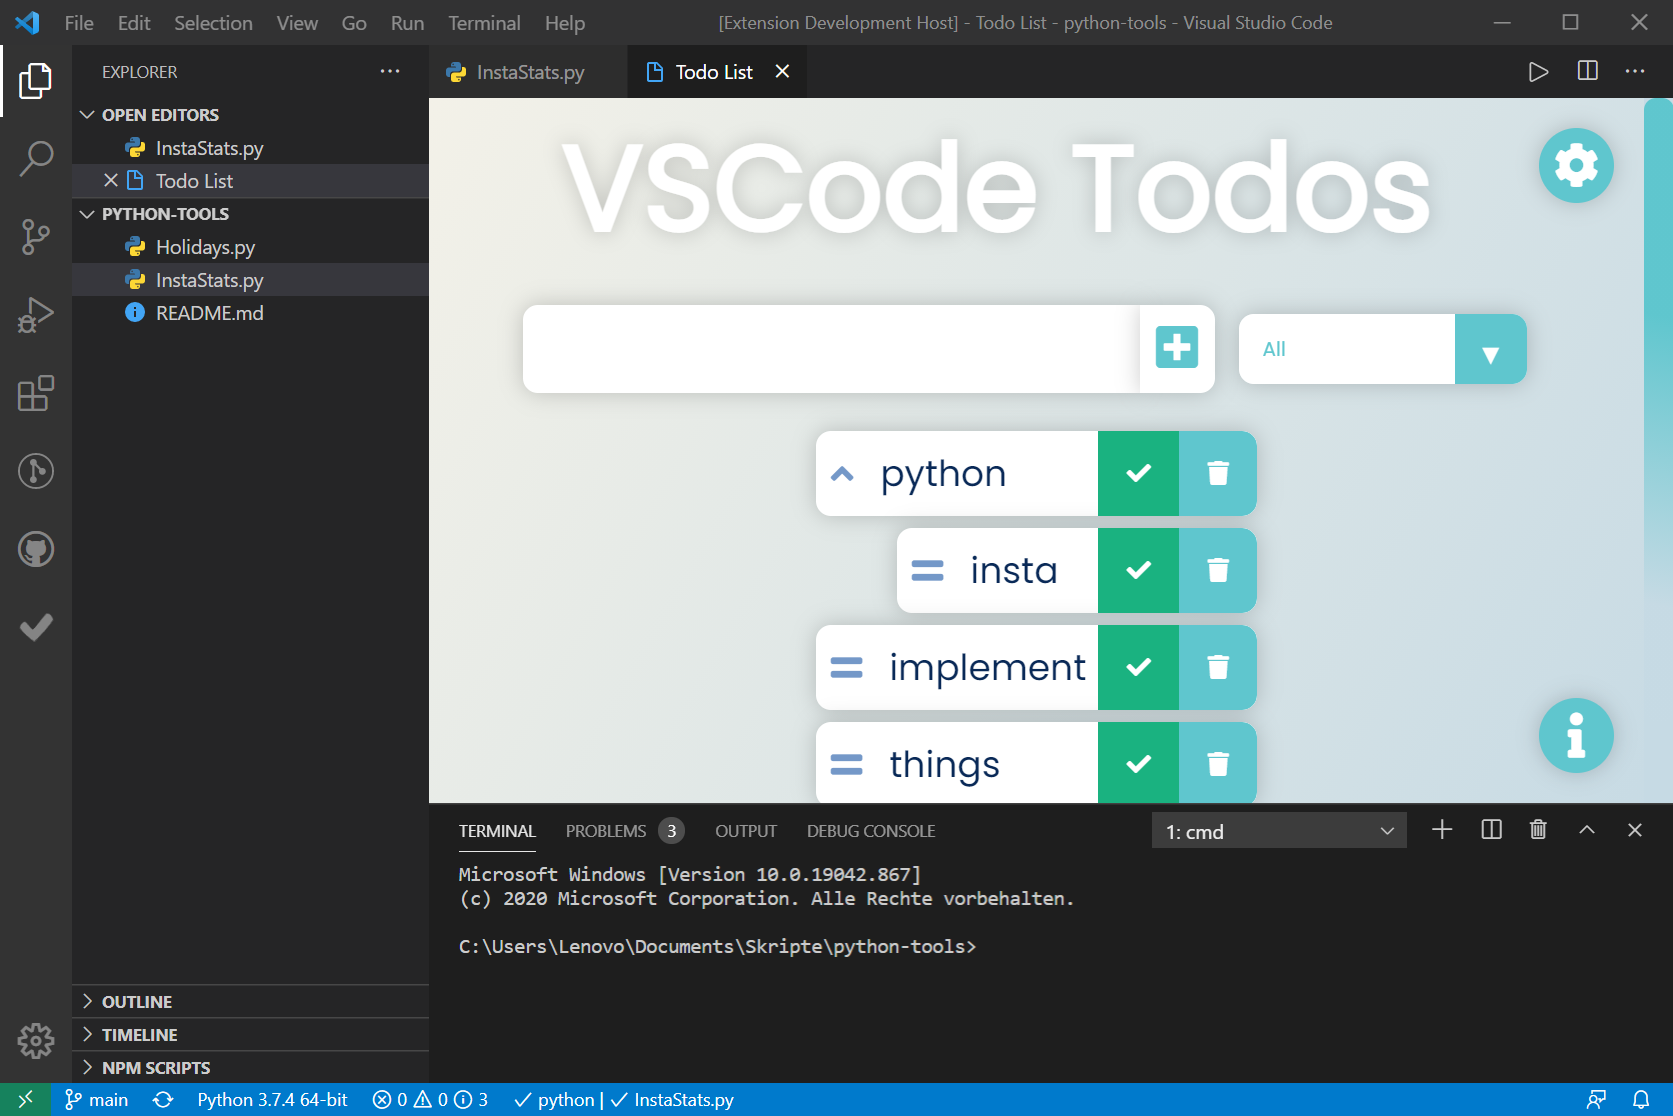 File Edit Selection View Go Run Terminal Help [Extension Development Host] - Todo List - python-tools - Visual Studio Code
EXPLORER
InstaStats.py Todo List
OPEN EDITORS
InstaStats.py
Todo List
PYTHON-TOOLS
Holidays.py
InstaStats.py
README.md
OUTLINE
TIMELINE
NPM SCRIPTS
VSCode Todos
All
python
insta
implement
things
TERMINAL PROBLEMS 3 OUTPUT DEBUG CONSOLE 1: cmd
Microsoft Windows [Version 10.0.19042.867]
(c) 2020 Microsoft Corporation. Alle Rechte vorbehalten.
C:\Users\Lenovo\Documents\Skripte\python-tools>
main Python 3.7.4 64-bit 0 0 3 python | InstaStats.py